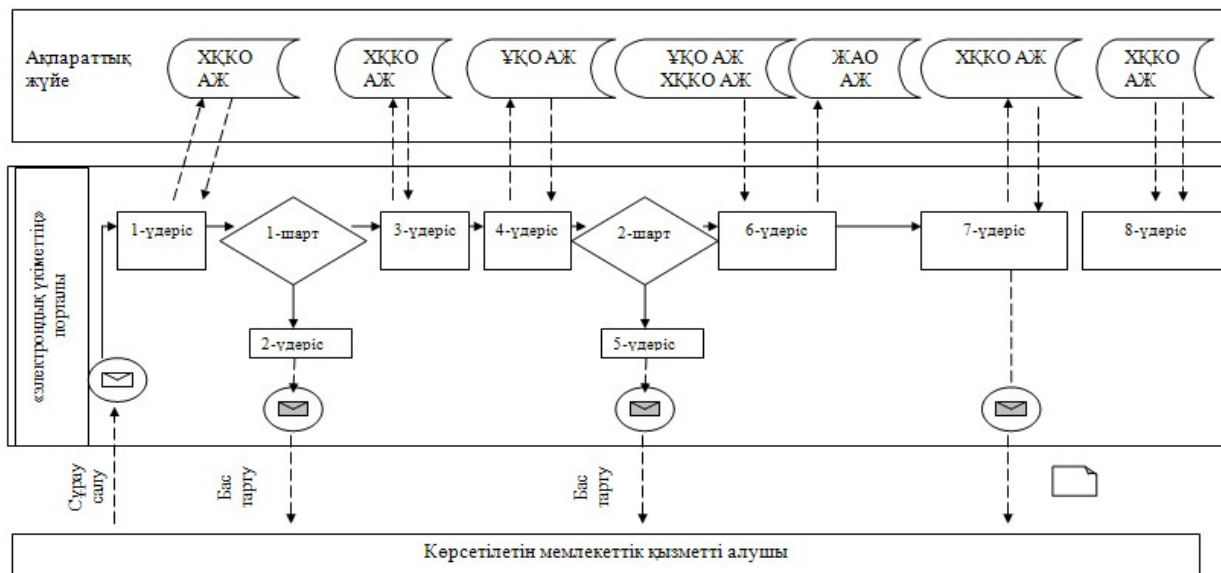 Ақпараттық
жүйе
ХҚКО
АЖ
ХҚКО
АЖ
ҰҚО АЖ
ҰҚО АЖ
ХҚКО АЖ
ЖАО
АЖ
ХҚКО АЖ
ХҚКО
АЖ
«электрондық үкіметтің»
порталы
1-үдеріс
1-шарт
3-үдеріс
4-үдеріс
2-шарт
6-үдеріс
7-үдеріс
8-үдеріс
2-үдеріс
5-үдеріс
Сұрау
салу
Бас
тарту
Бас
тарту
Көрсетілетін мемлекеттік қызметті алушы